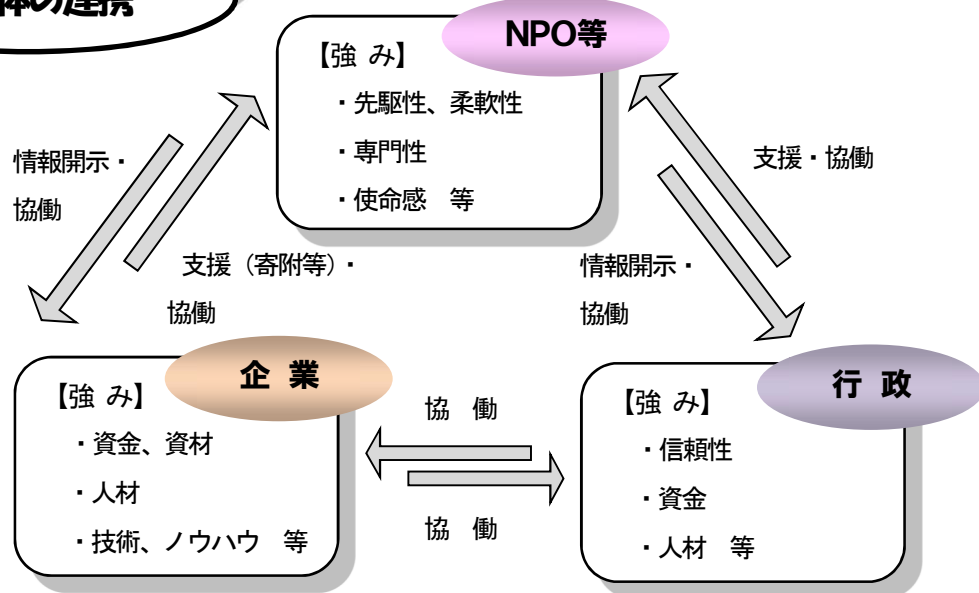 体の連携
NPO等
【強 み】
・先駆性、柔軟性
・専門性
・使命感　等
情報開示・
協働
支援（寄附等）・
協働
支援・協働
情報開示・
協働
企 業
【強 み】
・資金、資材
・人材
・技術、ノウハウ　等
協　働
協　働
行 政
【強 み】
・信頼性
・資金
・人材　等